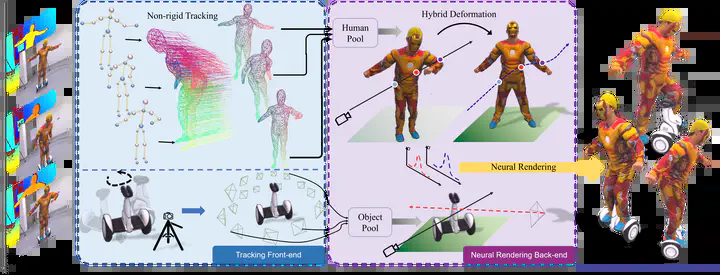 Non-rigid Tracking
Hybrid Deformation
Human
Pool
Neural Rendering
Object
Pool
Tracking Front-end
Neural Rendering Back-end